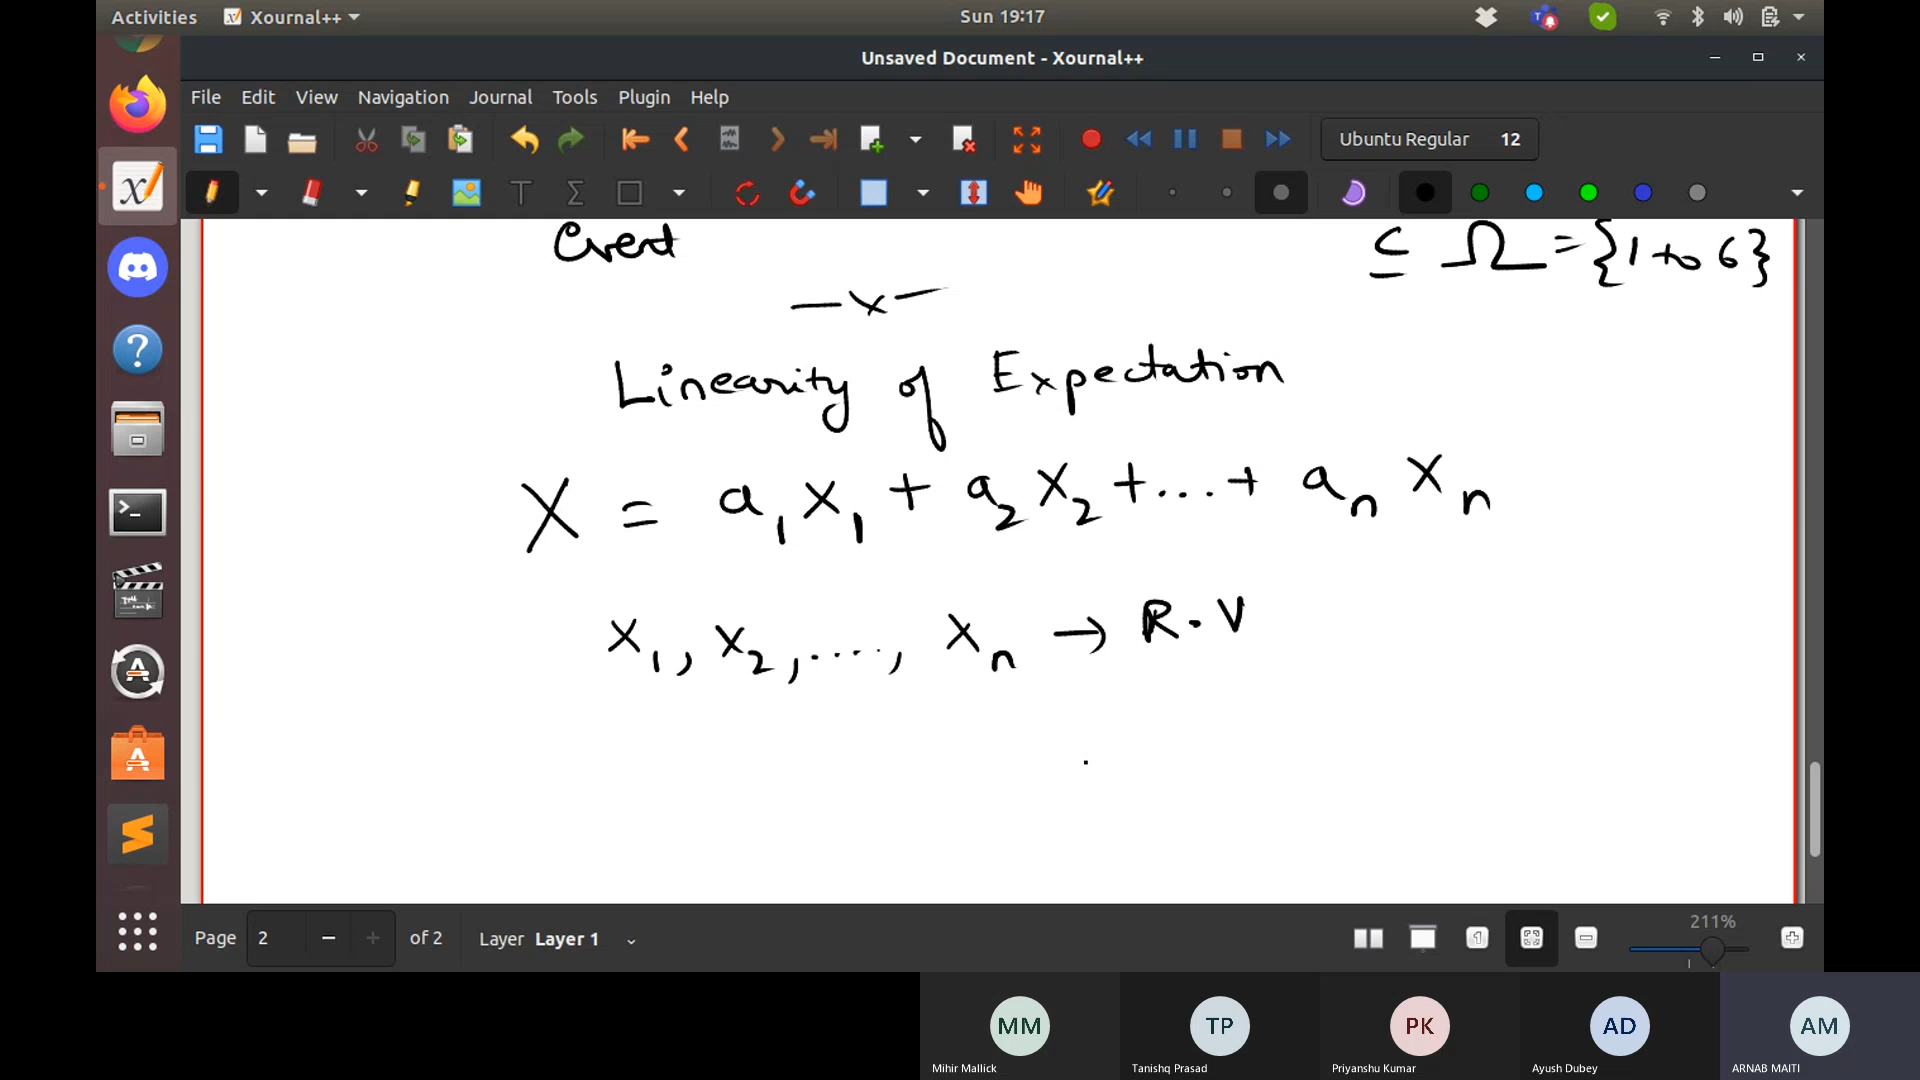 Activities Xournal++ Sun 19:17
Unsaved Document - Xournal++
File Edit View Navigation Journal Tools Plugin Help
Ubuntu Regular 12
Event ⊆ Ω = {1 to 6}
—x—
Linearity of Expectation
X = a₁X₁ + a₂X₂ + ... + aₙXₙ
X₁, X₂, ...., Xₙ → R.V
211%
Page 2 of 2 Layer Layer 1
MM TP PK AD AM
Mihir Mallick Tanishq Prasad Priyanshu Kumar Ayush Dubey ARNAB MAITI